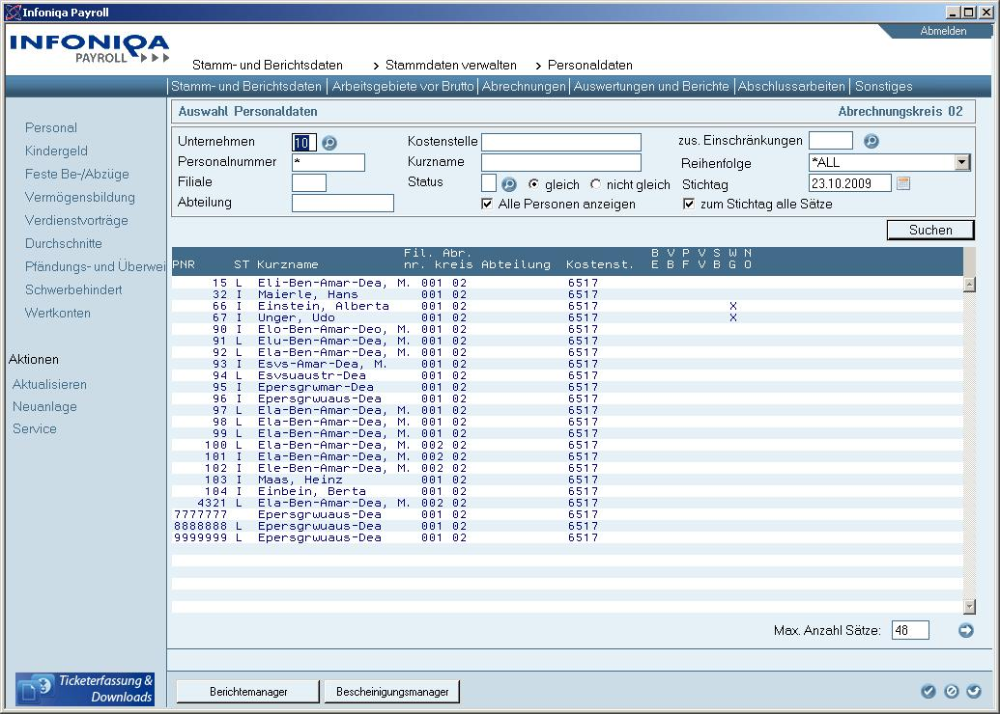 Infoniqa Payroll
Abmelden
INFONIQA
PAYROLL
Stamm- und Berichtsdaten > Stammdaten verwalten > Personaldaten
Stamm- und Berichtsdaten | Arbeitsgebiete vor Brutto | Abrechnungen | Auswertungen und Berichte | Abschlussarbeiten | Sonstiges
Personal
Kindergeld
Feste Be-/Abzüge
Vermögensbildung
Verdienstvorträge
Durchschnitte
Pfändungs- und Überwei
Schwerbehindert
Wertkonten
Aktionen
Aktualisieren
Neuanlage
Service
Ticketerfassung &
Downloads
Auswahl Personaldaten Abrechnungskreis 02
Unternehmen 10 Kostenstelle zus. Einschränkungen
Personalnummer * Kurzname Reihenfolge *ALL
Filiale Status gleich nicht gleich Stichtag 23.10.2009
Abteilung Alle Personen anzeigen zum Stichtag alle Sätze
Suchen
Fil. Abr. B V P V S W N
PNR ST Kurzname nr. kreis Abteilung Kostenst. E B F V B G O
15 L Eli-Ben-Amar-Dea, M. 001 02 6517
32 I Maierle, Hans 001 02 6517
66 I Einstein, Alberta 001 02 6517 X
67 I Unger, Udo 001 02 6517 X
90 I Elo-Ben-Amar-Deo, M. 001 02 6517
91 L Elu-Ben-Amar-Dea, M. 001 02 6517
92 L Ela-Ben-Amar-Dea, M. 001 02 6517
93 I Esvs-Amar-Dea, M. 001 02 6517
94 L Esvsuaustr-Dea 001 02 6517
95 I Epersgrwmar-Dea 001 02 6517
96 I Epersgrwuaus-Dea 001 02 6517
97 L Ela-Ben-Amar-Dea, M. 001 02 6517
98 L Ela-Ben-Amar-Dea, M. 001 02 6517
99 L Ela-Ben-Amar-Dea, M. 001 02 6517
100 L Ela-Ben-Amar-Dea, M. 002 02 6517
101 I Ela-Ben-Amar-Dea, M. 002 02 6517
102 I Ele-Ben-Amar-Dea, M. 002 02 6517
103 I Maas, Heinz 001 02 6517
104 I Einbein, Berta 001 02 6517
4321 L Ela-Ben-Amar-Dea, M. 002 02 6517
7777777 Epersgrwuaus-Dea 001 02 6517
8888888 L Epersgrwuaus-Dea 001 02 6517
9999999 L Epersgrwuaus-Dea 001 02 6517
Max. Anzahl Sätze: 48
Berichtemanager Bescheinigungsmanager